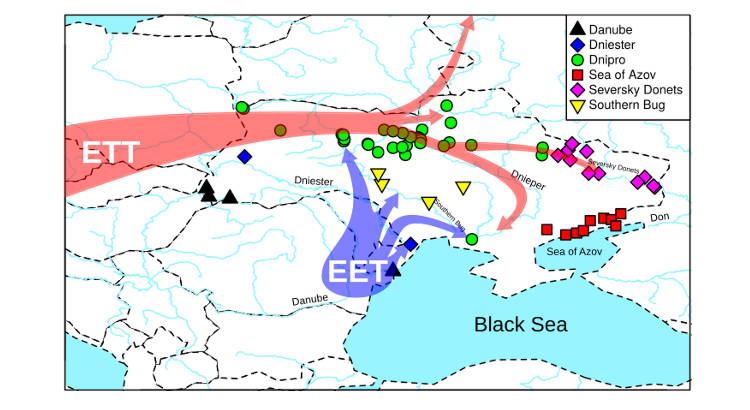 Danube
Dniester
Dnipro
Sea of Azov
Seversky Donets
Southern Bug
ETT
Seversky Donets
Dniester
Dnieper
Southern Bug
Don
Sea of Azov
EET
Danube
Black Sea